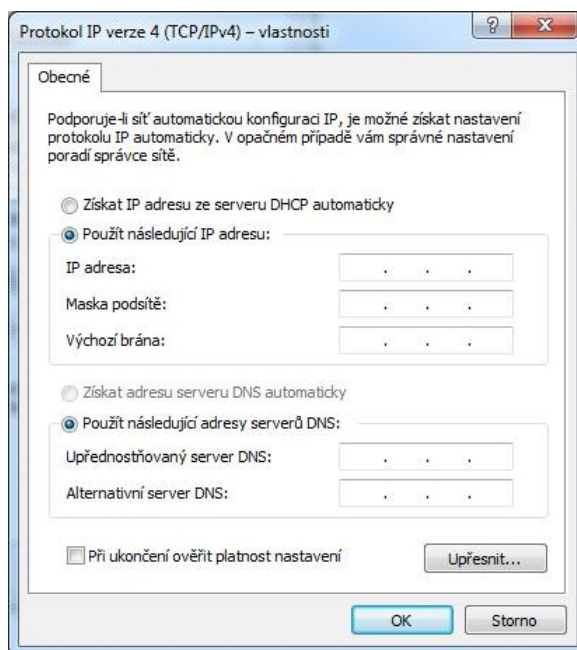 Protokol IP verze 4 (TCP/IPv4) – vlastnosti
?
Obecné
Podporuje-li síť automatickou konfiguraci IP, je možné získat nastavení
protokolu IP automaticky. V opačném případě vám správné nastavení
poradí správce sítě.
Získat IP adresu ze serveru DHCP automaticky
Použít následující IP adresu:
IP adresa: . . .
Maska podsítě: . . .
Výchozí brána: . . .
Získat adresu serveru DNS automaticky
Použít následující adresy serverů DNS:
Upřednostňovaný server DNS: . . .
Alternativní server DNS: . . .
Při ukončení ověřit platnost nastavení
Upřesnit...
OK
Storno